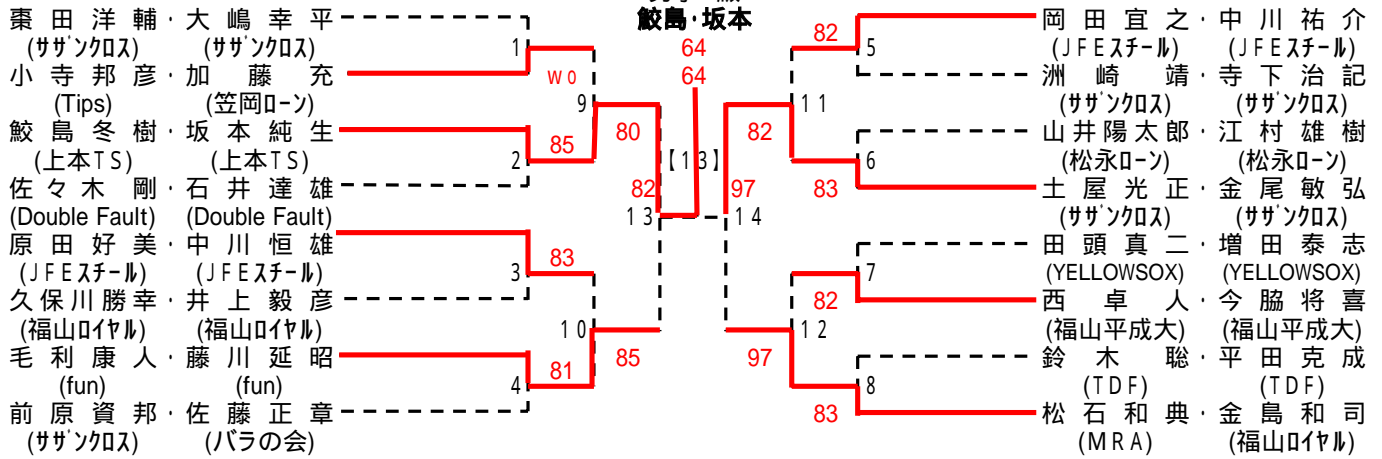 鮫島・坂本
棗田洋輔・大嶋幸平
(ササﾞンクロス) (ササﾞンクロス)
小寺邦彦・加藤充
(Tips) (笠岡ローン)
鮫島冬樹・坂本純生
(上本TS) (上本TS)
佐々木剛・石井達雄
(Double Fault) (Double Fault)
原田好美・中川恒雄
(JFEスチール) (JFEスチール)
久保川勝幸・井上毅彦
(福山ロイヤル) (福山ロイヤル)
毛利康人・藤川延昭
(fun) (fun)
前原資邦・佐藤正章
(ササﾞンクロス) (バラの会)
1
WO
2
85
3
83
4
81
9
80
10
85
13
82
64
64
【13】
岡田宜之・中川祐介
(JFEスチール) (JFEスチール)
洲崎靖・寺下治記
(ササﾞンクロス) (ササﾞンクロス)
山井陽太郎・江村雄樹
(松永ローン) (松永ローン)
土屋光正・金尾敏弘
(ササﾞンクロス) (ササﾞンクロス)
田頭真二・増田泰志
(YELLOWSOX) (YELLOWSOX)
西卓人・今脇将喜
(福山平成大) (福山平成大)
鈴木聡・平田克成
(TDF) (TDF)
松石和典・金島和司
(MRA) (福山ロイヤル)
82
5
6
83
7
82
8
83
11
82
12
97
97
14